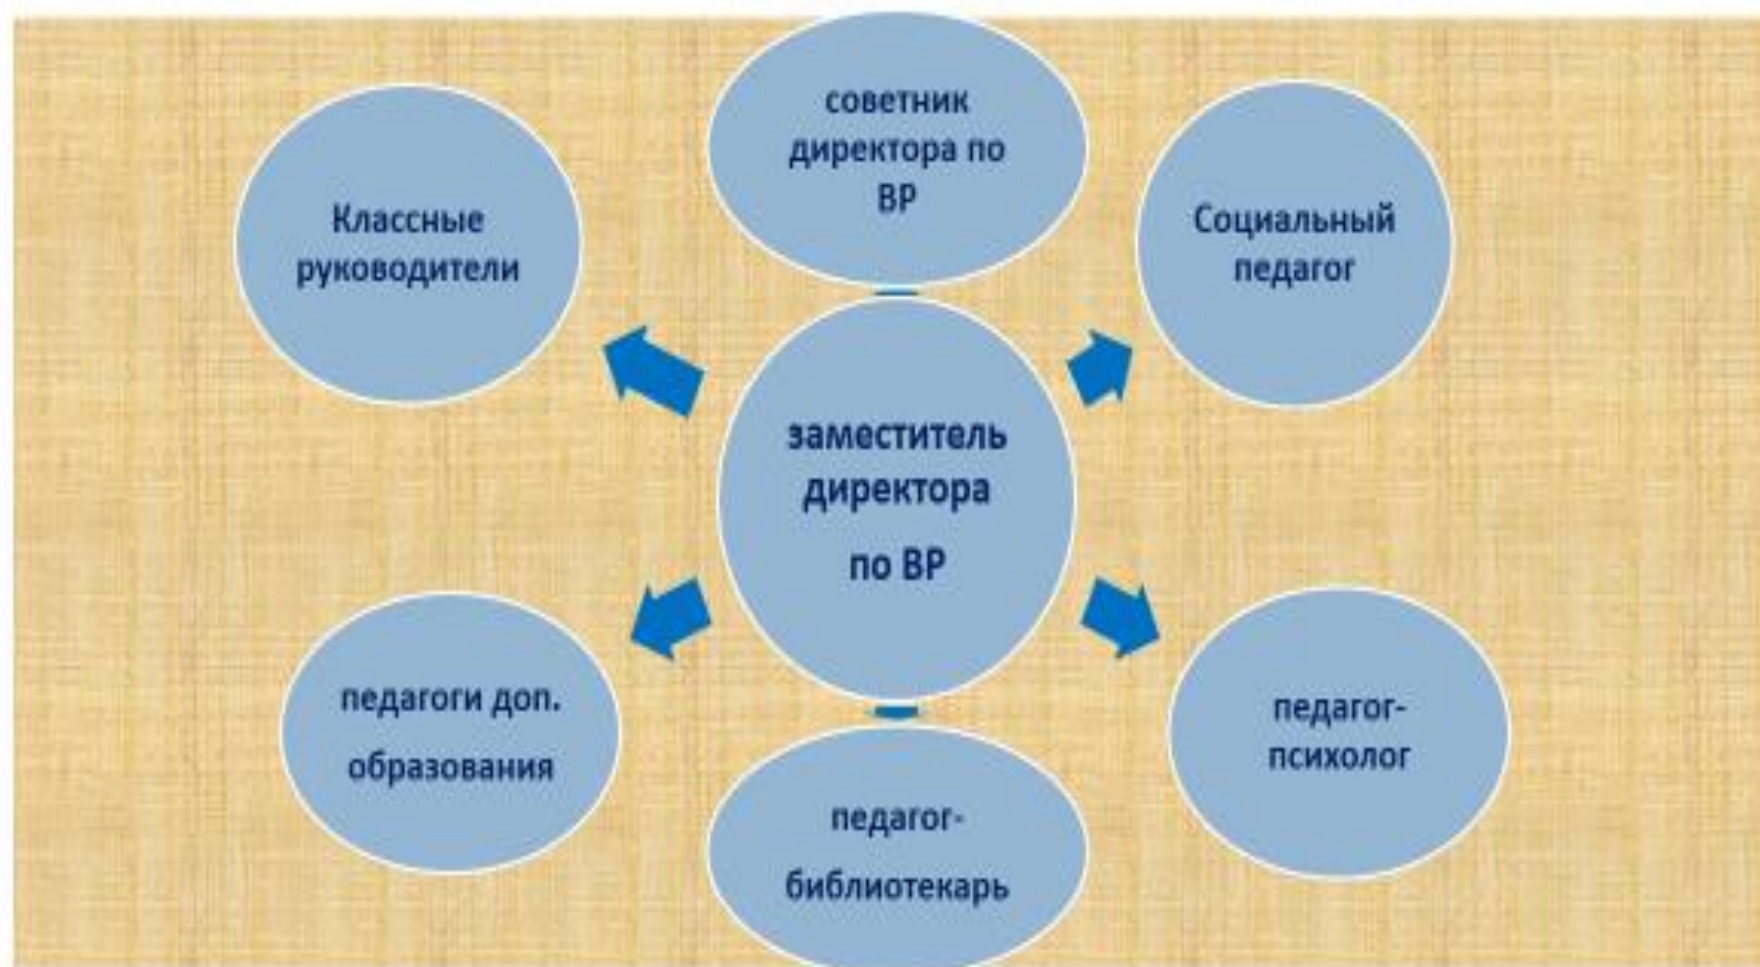 советник
директора по
ВР
Классные
руководители
Социальный
педагог
заместитель
директора
по ВР
педагоги доп.
образования
педагог-
психолог
педагог-
библиотекарь